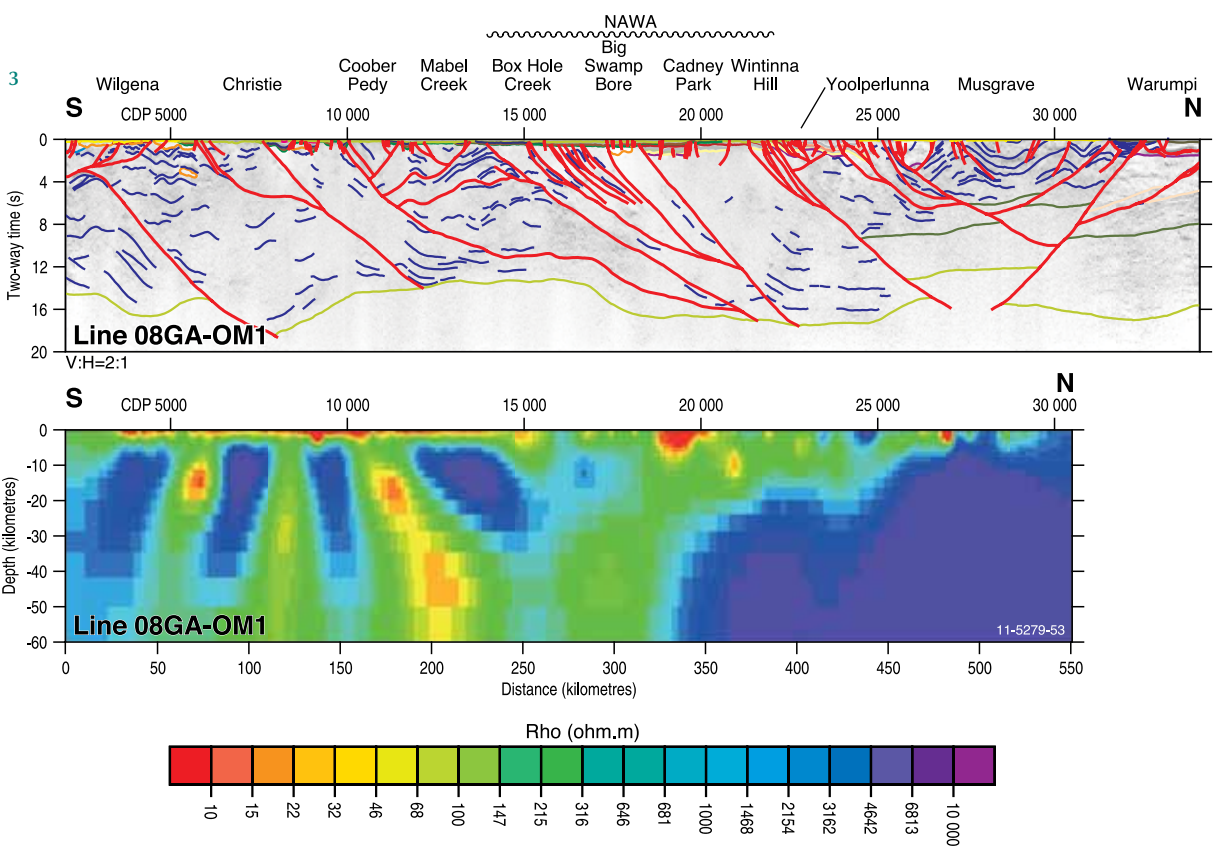 3
NAWA
Wilgena
Christie
Coober
Pedy
Mabel
Creek
Box Hole
Creek
Big
Swamp
Bore
Cadney
Park
Wintinna
Hill
Yoolperlunna
Musgrave
Warumpi
S N
CDP 5000 10 000 15 000 20 000 25 000 30 000
Two-way time (s)
0
4
8
12
16
20
Line 08GA-OM1
V:H=2:1
S N
CDP 5000 10 000 15 000 20 000 25 000 30 000
Depth (kilometres)
0
-10
-20
-30
-40
-50
-60
Line 08GA-OM1
11-5279-53
0 50 100 150 200 250 300 350 400 450 500 550
Distance (kilometres)
Rho (ohm.m)
10 15 22 32 46 68 100 147 215 316 646 681 1000 1468 2154 3162 4642 6813 10 000